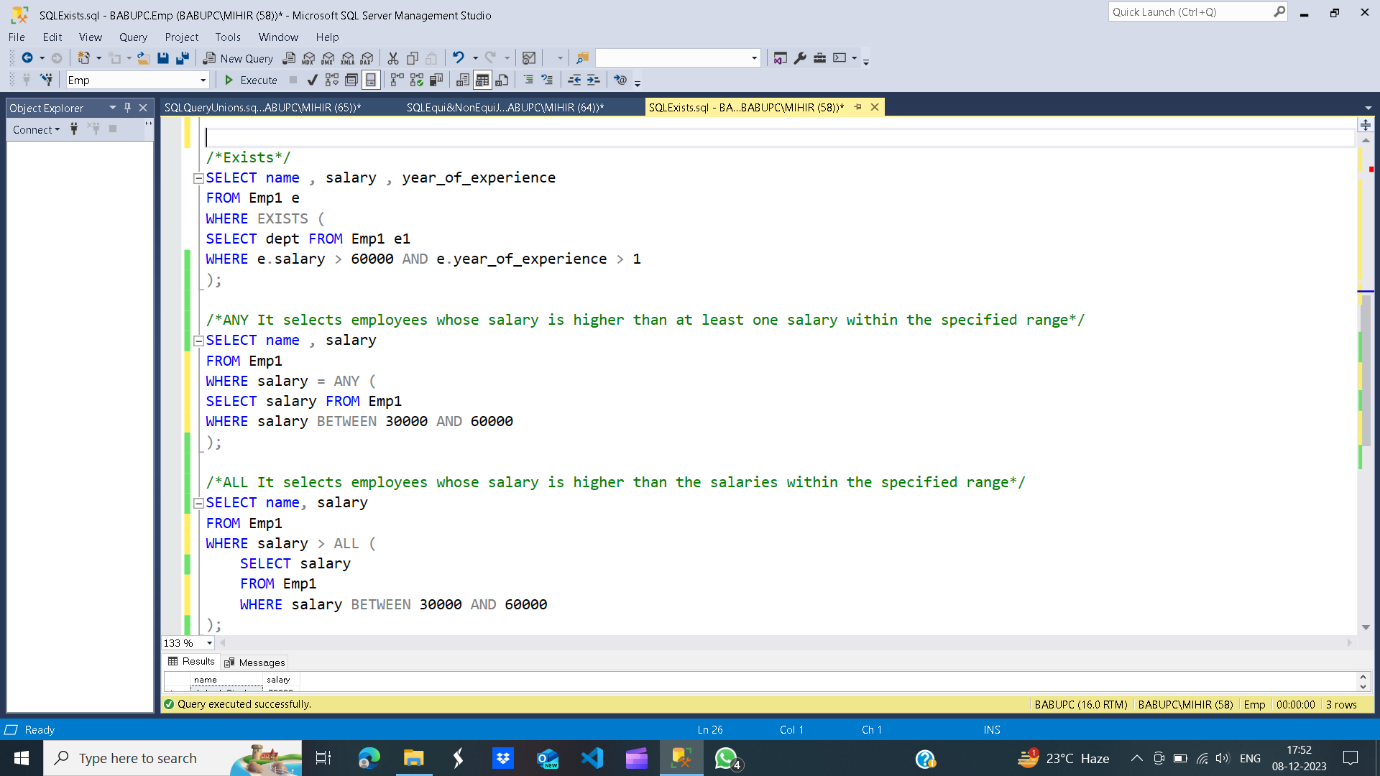 SQLExists.sql - BABUPC.Emp (BABUPC\MIHIR (58))* - Microsoft SQL Server Management Studio
Quick Launch (Ctrl+Q)
File Edit View Query Project Tools Window Help
New Query
Emp Execute
Object Explorer
SQLQueryUnions.sq...ABUPC\MIHIR (65))* SQLEqui&NonEquiJ...ABUPC\MIHIR (64))* SQLExists.sql - BA...BABUPC\MIHIR (58))*
Connect
/*Exists*/
SELECT name , salary , year_of_experience
FROM Emp1 e
WHERE EXISTS (
SELECT dept FROM Emp1 e1
WHERE e.salary > 60000 AND e.year_of_experience > 1
);
/*ANY It selects employees whose salary is higher than at least one salary within the specified range*/
SELECT name , salary
FROM Emp1
WHERE salary = ANY (
SELECT salary FROM Emp1
WHERE salary BETWEEN 30000 AND 60000
);
/*ALL It selects employees whose salary is higher than the salaries within the specified range*/
SELECT name, salary
FROM Emp1
WHERE salary > ALL (
SELECT salary
FROM Emp1
WHERE salary BETWEEN 30000 AND 60000
);
133 %
Results Messages
name salary
Query executed successfully. BABUPC (16.0 RTM) BABUPC\MIHIR (58) Emp 00:00:00 3 rows
Ready Ln 26 Col 1 Ch 1 INS
Type here to search
NEW
4
1
23°C Haze
ENG
17:52
08-12-2023